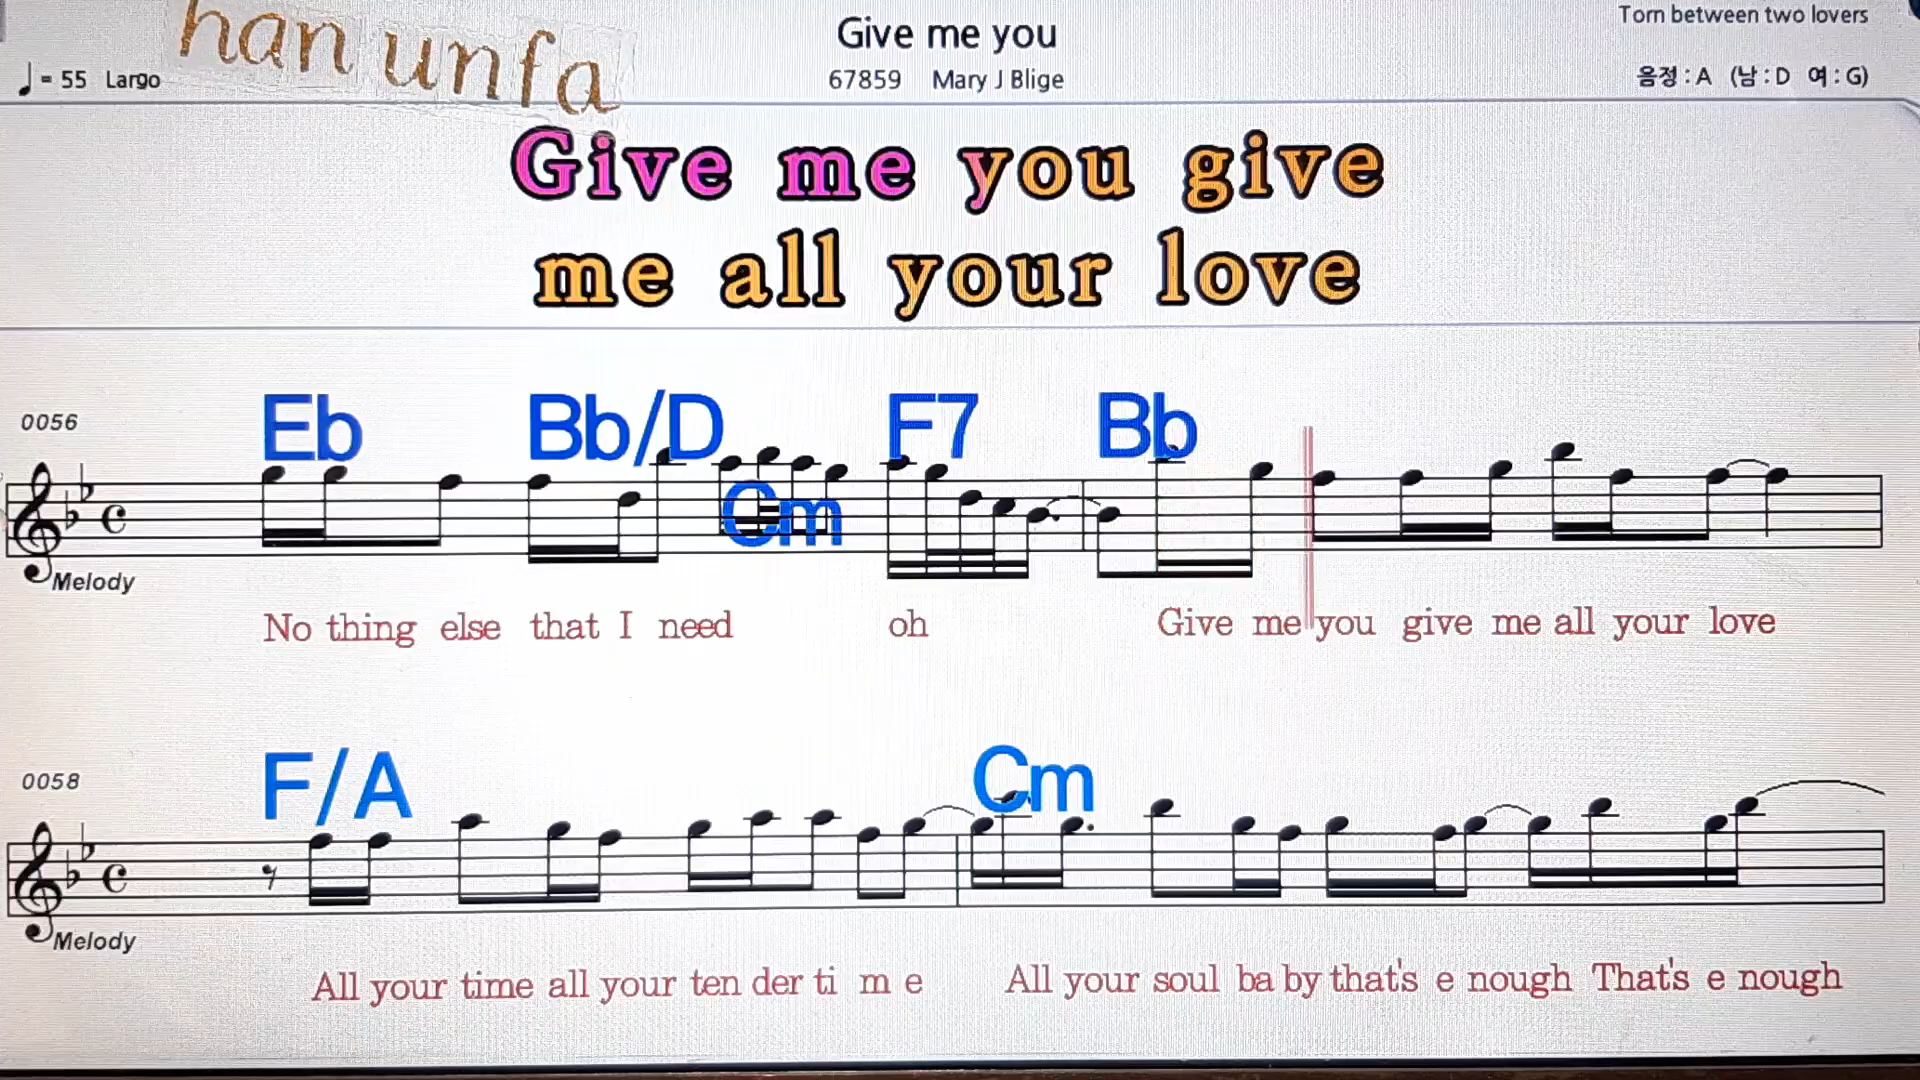 han unfa
Give me you
Torn between two lovers
= 55 Largo
67859 Mary J Blige
음정 : A (남 : D 여 : G)
Give me you give
me all your love
0056
Eb Bb/D F7 Bb
Cm
Melody
No thing else that I need oh Give me you give me all your love
0058
F/A Cm
Melody
All your time all your ten der ti m e All your soul ba by that's e nough That's e nough